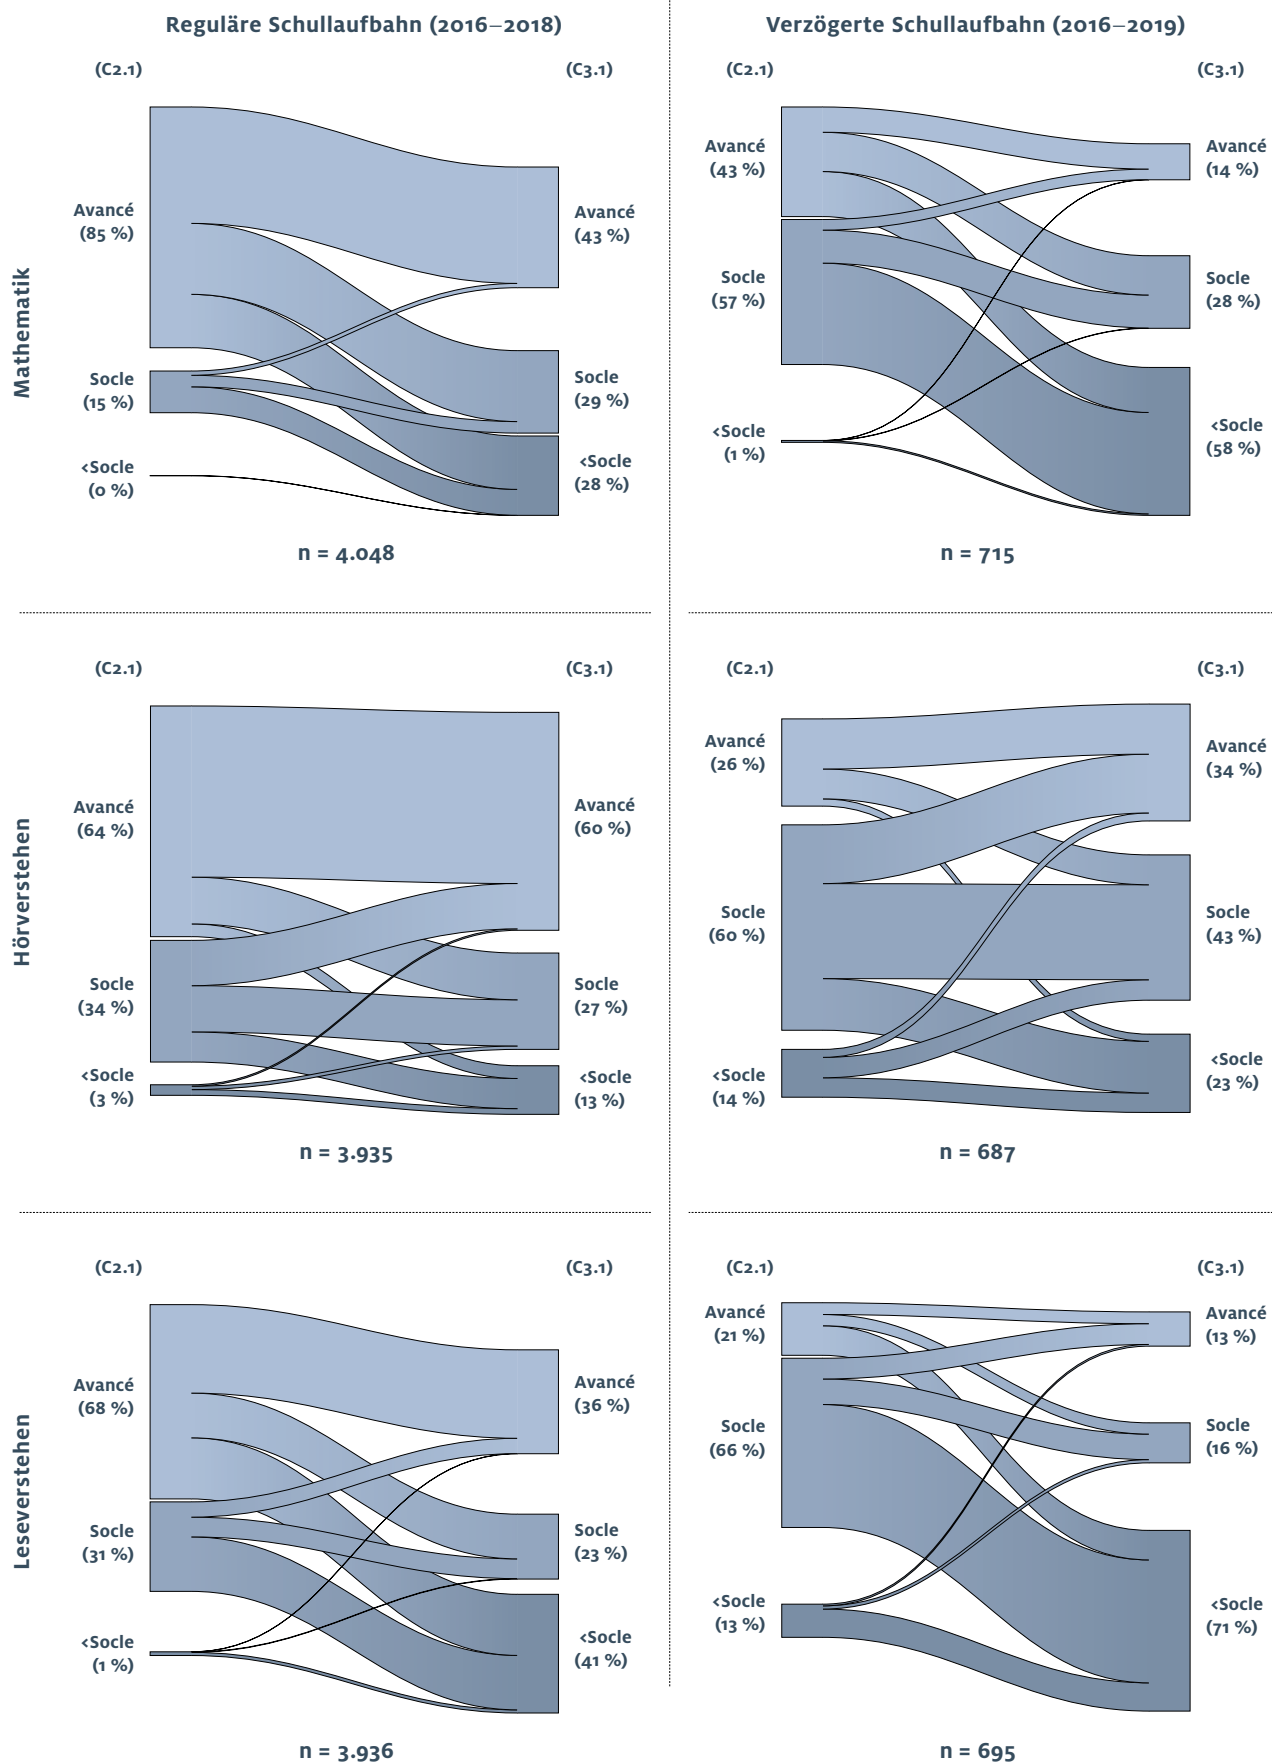 Reguläre Schullaufbahn (2016–2018)
Verzögerte Schullaufbahn (2016–2019)
Mathematik
(C2.1)
(C3.1)
Avancé
(85 %)
Socle
(15 %)
<Socle
(0 %)
Avancé
(43 %)
Socle
(29 %)
<Socle
(28 %)
n = 4.048
(C2.1)
(C3.1)
Avancé
(43 %)
Socle
(57 %)
<Socle
(1 %)
Avancé
(14 %)
Socle
(28 %)
<Socle
(58 %)
n = 715
Hörverstehen
(C2.1)
(C3.1)
Avancé
(64 %)
Socle
(34 %)
<Socle
(3 %)
Avancé
(60 %)
Socle
(27 %)
<Socle
(13 %)
n = 3.935
(C2.1)
(C3.1)
Avancé
(26 %)
Socle
(60 %)
<Socle
(14 %)
Avancé
(34 %)
Socle
(43 %)
<Socle
(23 %)
n = 687
Leseverstehen
(C2.1)
(C3.1)
Avancé
(68 %)
Socle
(31 %)
<Socle
(1 %)
Avancé
(36 %)
Socle
(23 %)
<Socle
(41 %)
n = 3.936
(C2.1)
(C3.1)
Avancé
(21 %)
Socle
(66 %)
<Socle
(13 %)
Avancé
(13 %)
Socle
(16 %)
<Socle
(71 %)
n = 695